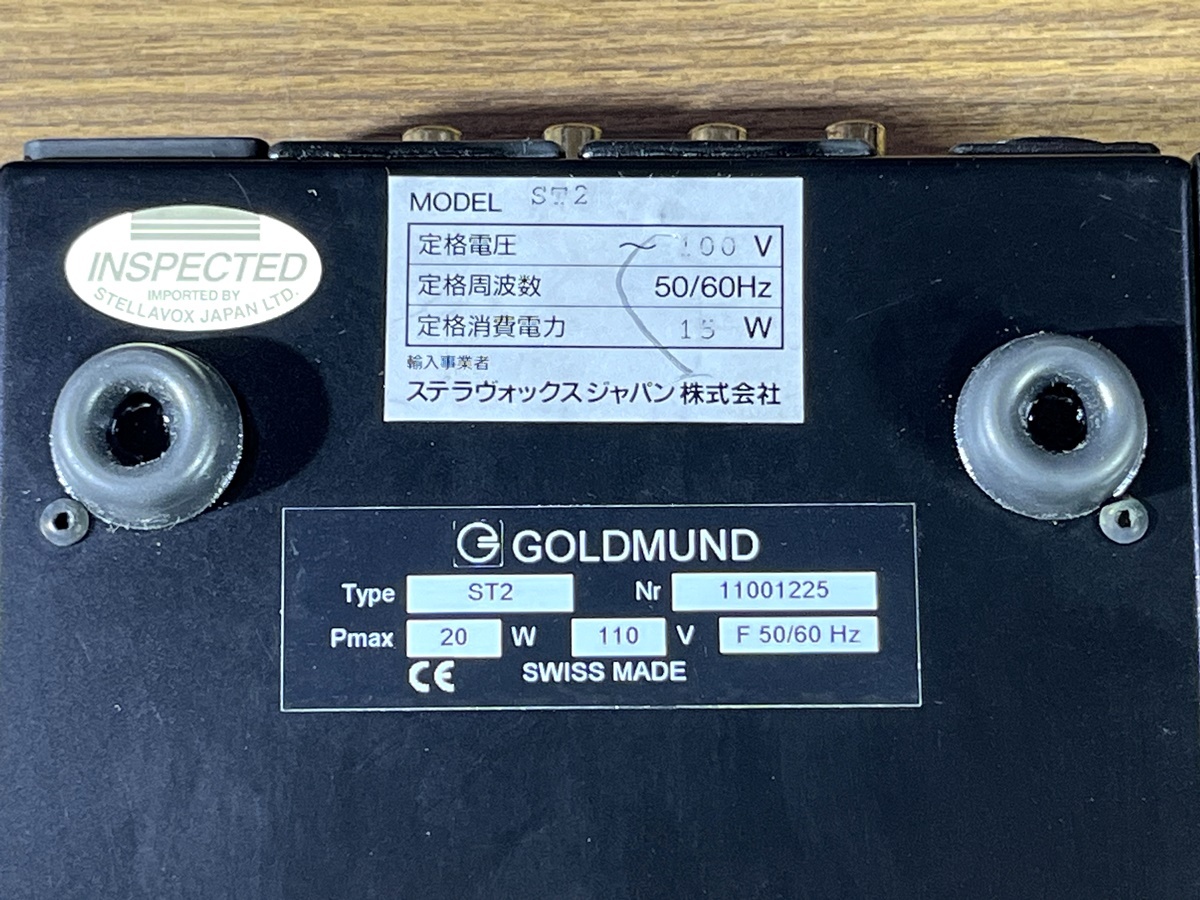 MODEL ST2
定格電圧 ~ 100 V
定格周波数 50/60Hz
定格消費電力 15 W
輸入事業者
ステラヴォックスジャパン株式会社
INSPECTED
IMPORTED BY
STELLAVOX JAPAN LTD.
GOLDMUND
Type ST2 Nr 11001225
Pmax 20 W 110 V F 50/60 Hz
CE SWISS MADE